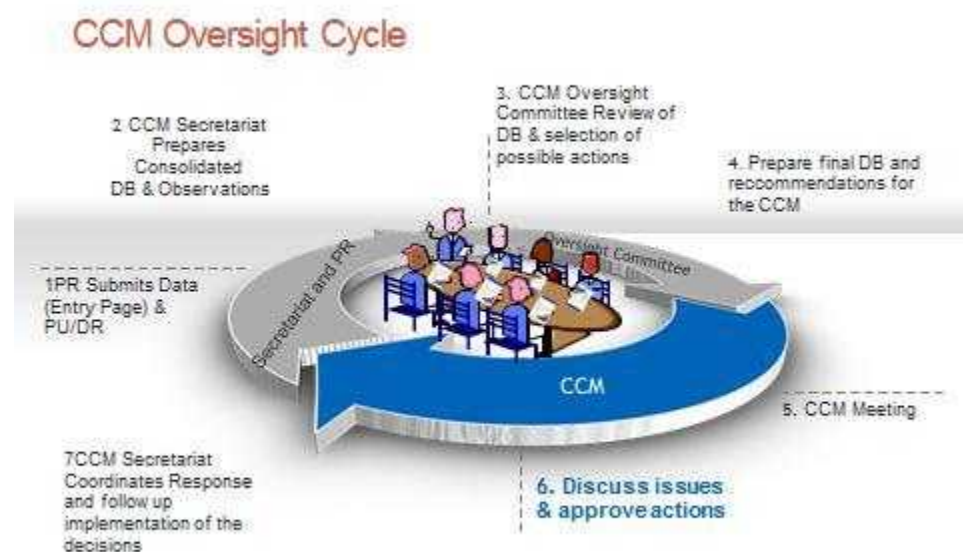 CCM Oversight Cycle
1PR Submits Data
(Entry Page) &
PU/DR
2 CCM Secretariat
Prepares
Consolidated
DB & Observations
3. CCM Oversight
Committee Review of
DB & selection of
possible actions
4. Prepare final DB and
reccommendations for
the CCM
5. CCM Meeting
6. Discuss issues
& approve actions
7CCM Secretariat
Coordinates Response
and follow up
implementation of the
decisions
Secretariat and PR
Oversight Committee
CCM